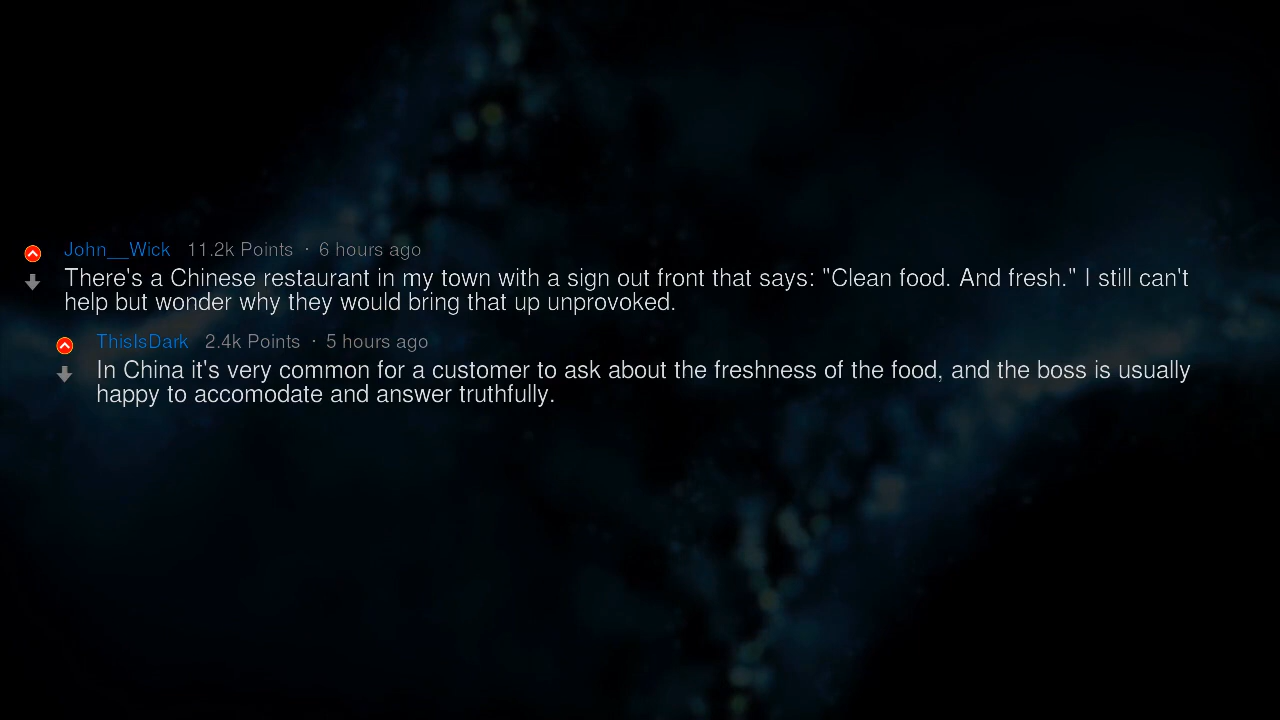 John__Wick 11.2k Points · 6 hours ago
There's a Chinese restaurant in my town with a sign out front that says: "Clean food. And fresh." I still can't
help but wonder why they would bring that up unprovoked.
ThisIsDark 2.4k Points · 5 hours ago
In China it's very common for a customer to ask about the freshness of the food, and the boss is usually
happy to accomodate and answer truthfully.